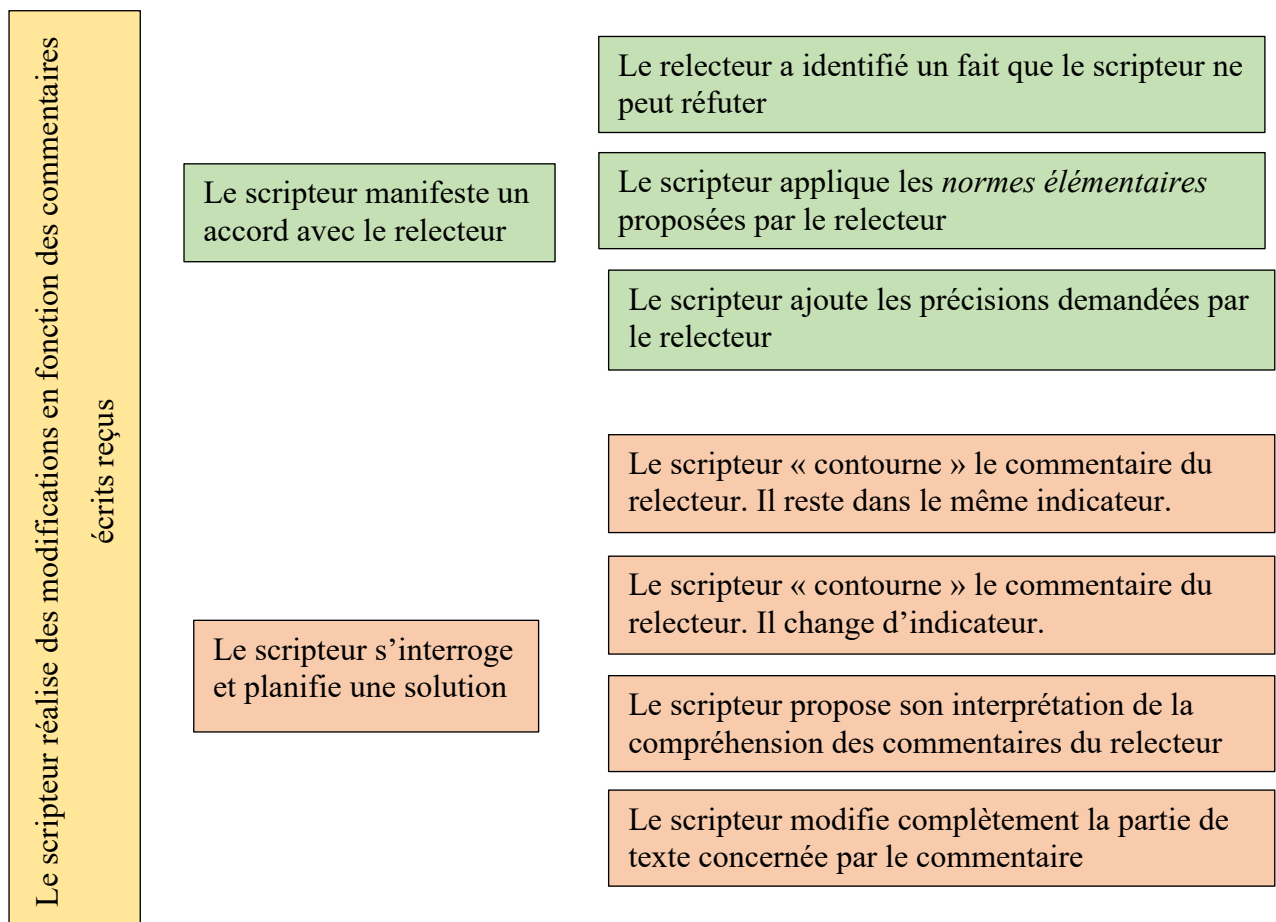 Le scripteur réalise des modifications en fonction des commentaires
écrits reçus
Le scripteur manifeste un
accord avec le relecteur
Le relecteur a identifié un fait que le scripteur ne
peut réfuter
Le scripteur applique les normes élémentaires
proposées par le relecteur
Le scripteur ajoute les précisions demandées par
le relecteur
Le scripteur s’interroge
et planifie une solution
Le scripteur « contourne » le commentaire du
relecteur. Il reste dans le même indicateur.
Le scripteur « contourne » le commentaire du
relecteur. Il change d’indicateur.
Le scripteur propose son interprétation de la
compréhension des commentaires du relecteur
Le scripteur modifie complètement la partie de
texte concernée par le commentaire